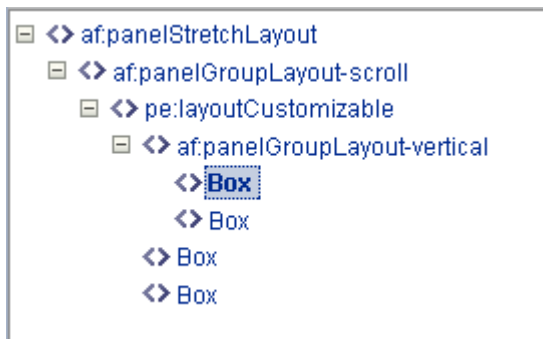 af:panelStretchLayout
af:panelGroupLayout-scroll
pe:layoutCustomizable
af:panelGroupLayout-vertical
Box
Box
Box
Box